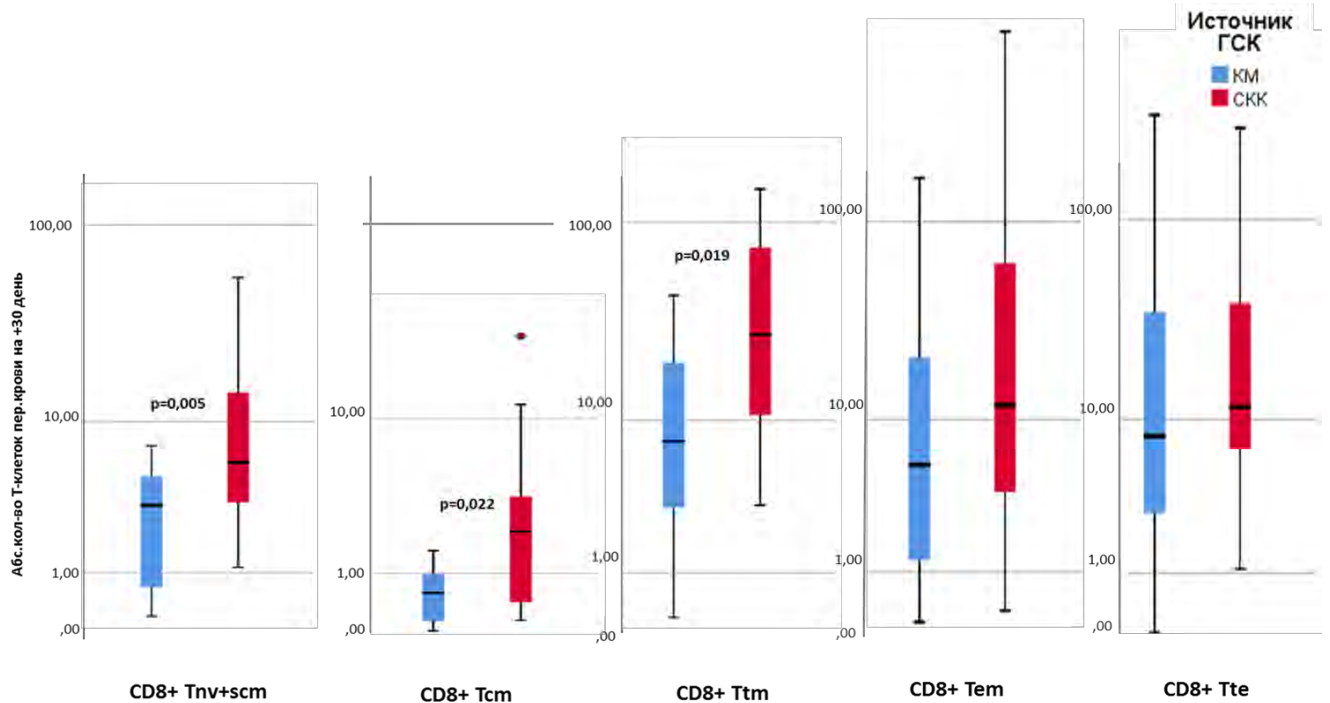 Источник
ГСК
КМ
СКК
Абс.кол-во Т-клеток пер.крови на +30 день
100,00
10,00
1,00
,00
p=0,005
CD8+ Tnv+scm
10,00
1,00
,00
p=0,022
CD8+ Tcm
100,00
10,00
1,00
,00
p=0,019
CD8+ Ttm
100,00
10,00
1,00
,00
CD8+ Tem
100,00
10,00
1,00
,00
CD8+ Tte